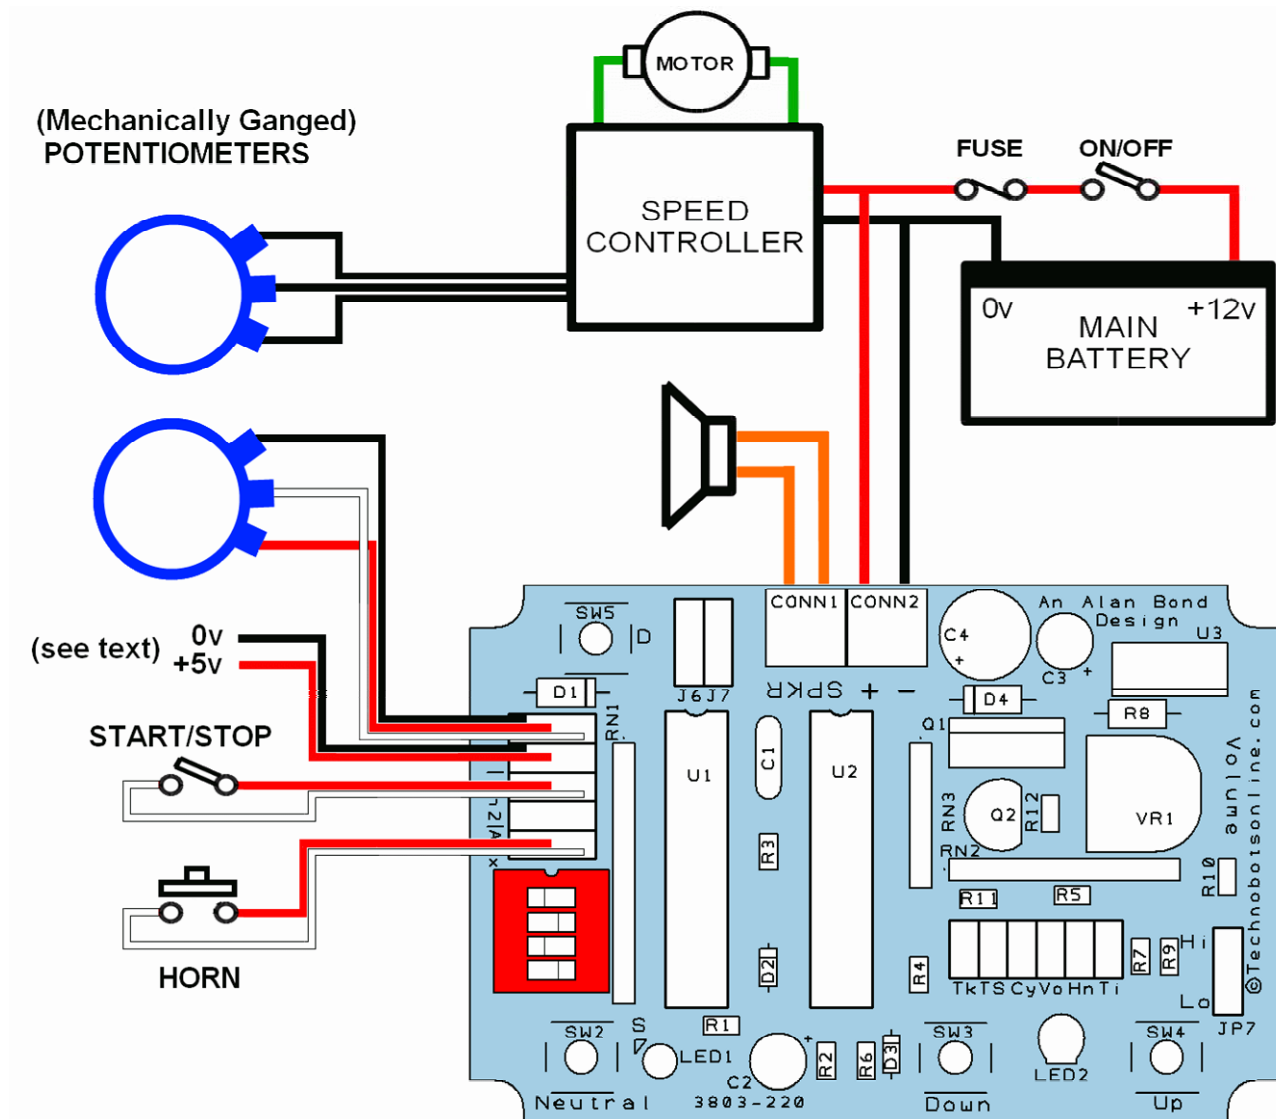 MOTOR
(Mechanically Ganged)
POTENTIOMETERS
FUSE
ON/OFF
SPEED
CONTROLLER
0v
+12v
MAIN
BATTERY
(see text)
0v
+5v
START/STOP
HORN
SW5
D
CONN1
CONN2
An Alan Bond
Design
C4
+
C3
+
U3
J6
J7
SPKR
+
-
D1
D4
RN1
Q1
R8
U1
C1
U2
RN3
Q2
R12
VR1
Volume
©Technobotsonline.com
R3
RN2
R10
R11
R5
D2
R4
R7
R9
Hi
Lo
TkTS
CyVo
HnTi
JP7
SW2
S
LED1
R1
C2
+
R2
R6
D3
SW3
LED2
SW4
Neutral
3803-220
Down
Up